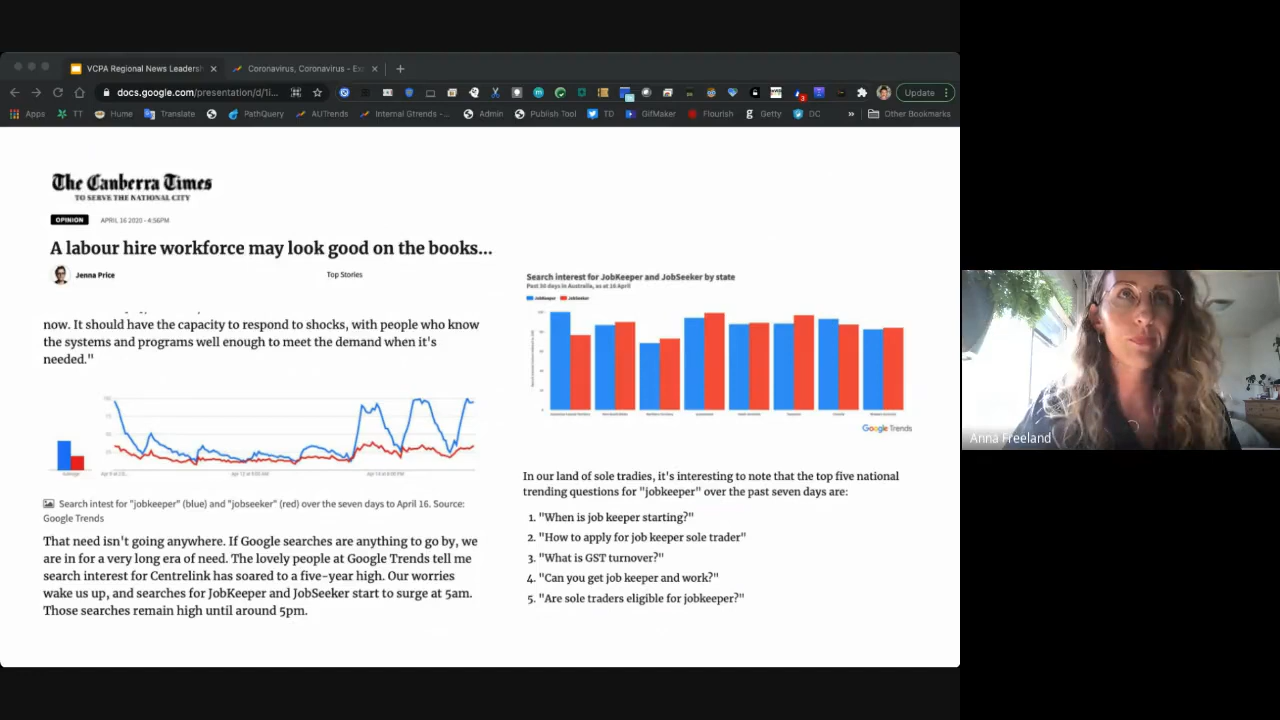 VCPA Regional News Leadersh
Coronavirus, Coronavirus - Ex
docs.google.com/presentation/d/1i...
Update
Apps
TT
Home
Translate
PathQuery
AUTrends
Internal Gtrends -...
Admin
Publish Tool
TD
GifMaker
Flourish
Getty
DC
»
Other Bookmarks
The Canberra Times
TO SERVE THE NATIONAL CITY
OPINION
APRIL 16 2020 - 4:56PM
A labour hire workforce may look good on the books...
Jenna Price
Top Stories
now. It should have the capacity to respond to shocks, with people who know
the systems and programs well enough to meet the demand when it's
needed."
Average
Apr 12 at 9:00 AM
Search intest for "jobkeeper" (blue) and "jobseeker" (red) over the seven days to April 16. Source:
Google Trends
That need isn't going anywhere. If Google searches are anything to go by, we
are in for a very long era of need. The lovely people at Google Trends tell me
search interest for Centrelink has soared to a five-year high. Our worries
wake us up, and searches for JobKeeper and JobSeeker start to surge at 5am.
Those searches remain high until around 5pm.
Search interest for JobKeeper and JobSeeker by state
Past 30 days in Australia, as at 16 April
JobKeeper
JobSeeker
Google Trends
In our land of sole tradies, it's interesting to note that the top five national
trending questions for "jobkeeper" over the past seven days are:
1. "When is job keeper starting?"
2. "How to apply for job keeper sole trader"
3. "What is GST turnover?"
4. "Can you get job keeper and work?"
5. "Are sole traders eligible for jobkeeper?"
Anna Freeland